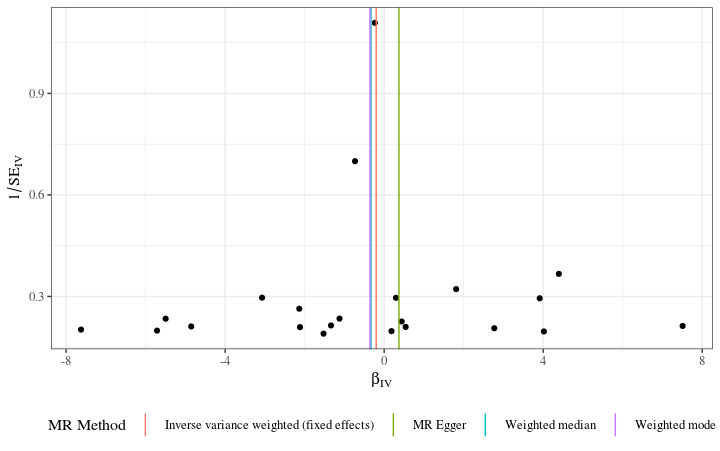 0.9
0.6
0.3
1/SE_IV
-8 -4 0 4 8
β_IV
MR Method Inverse variance weighted (fixed effects) MR Egger Weighted median Weighted mode